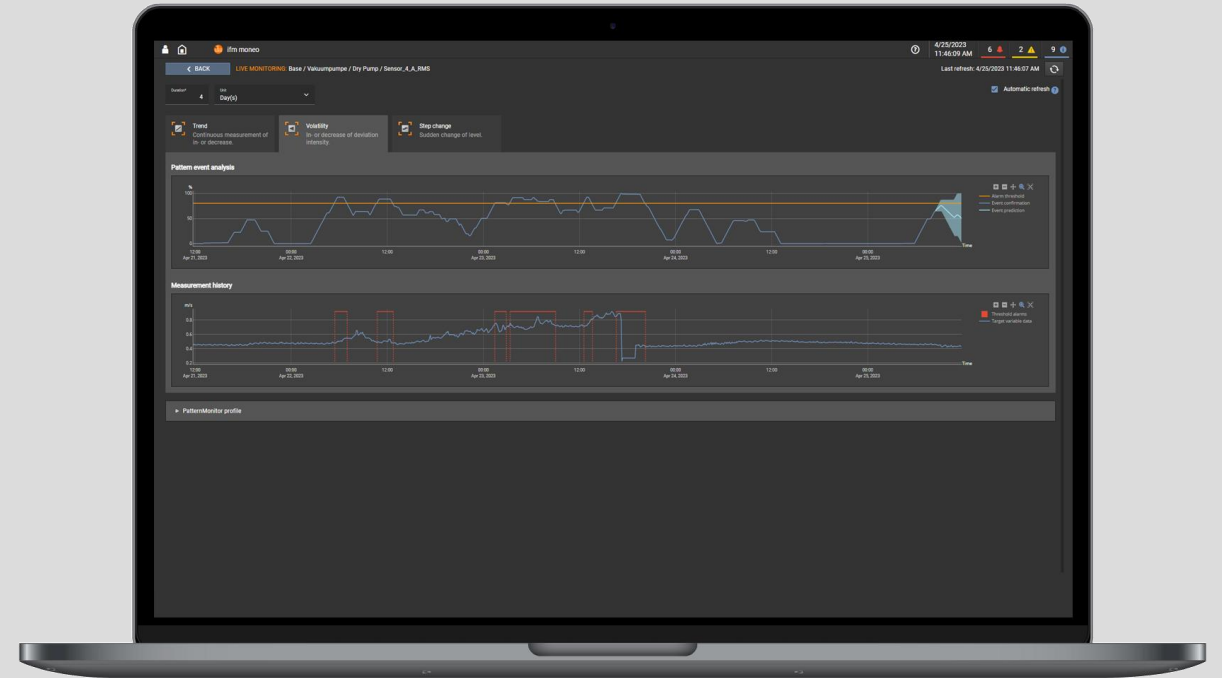 ifm moneo
4/25/2023
11:46:09 AM
6
2
9
BACK
LIVE MONITORING Base / Vakuumpumpe / Dry Pump / Sensor_4_A_RMS
Last refresh: 4/25/2023 11:46:07 AM
Duration*
4
Unit
Day(s)
Automatic refresh
Trend
Continuous measurement of
in- or decrease.
Volatility
In- or decrease of deviation
intensity.
Step change
Sudden change of level.
Pattern event analysis
%
100
50
0
Alarm threshold
Event confirmation
Event prediction
Time
12:00
Apr 21, 2023
00:00
Apr 22, 2023
12:00
00:00
Apr 23, 2023
12:00
00:00
Apr 24, 2023
12:00
00:00
Apr 25, 2023
Measurement history
m/s
0.8
0.6
0.4
0.2
Threshold alarms
Target variable data
Time
12:00
Apr 21, 2023
00:00
Apr 22, 2023
12:00
00:00
Apr 23, 2023
12:00
00:00
Apr 24, 2023
12:00
00:00
Apr 25, 2023
PatternMonitor profile